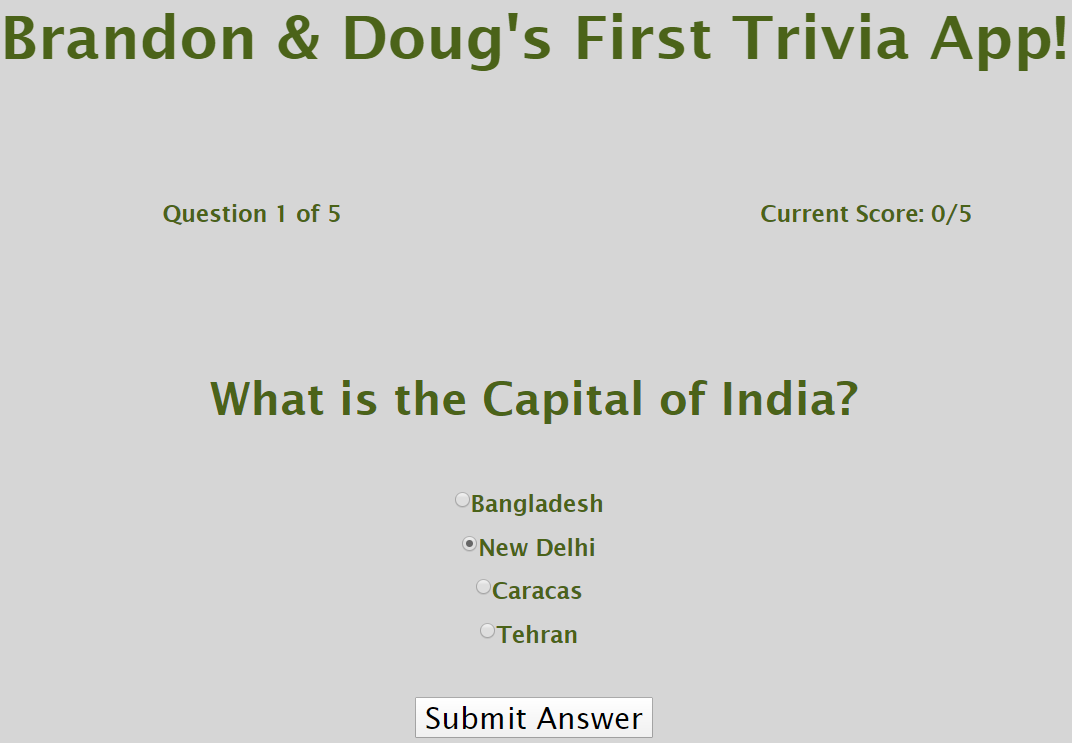 Brandon & Doug's First Trivia App!
Question 1 of 5
Current Score: 0/5
What is the Capital of India?
Bangladesh
New Delhi
Caracas
Tehran
Submit Answer